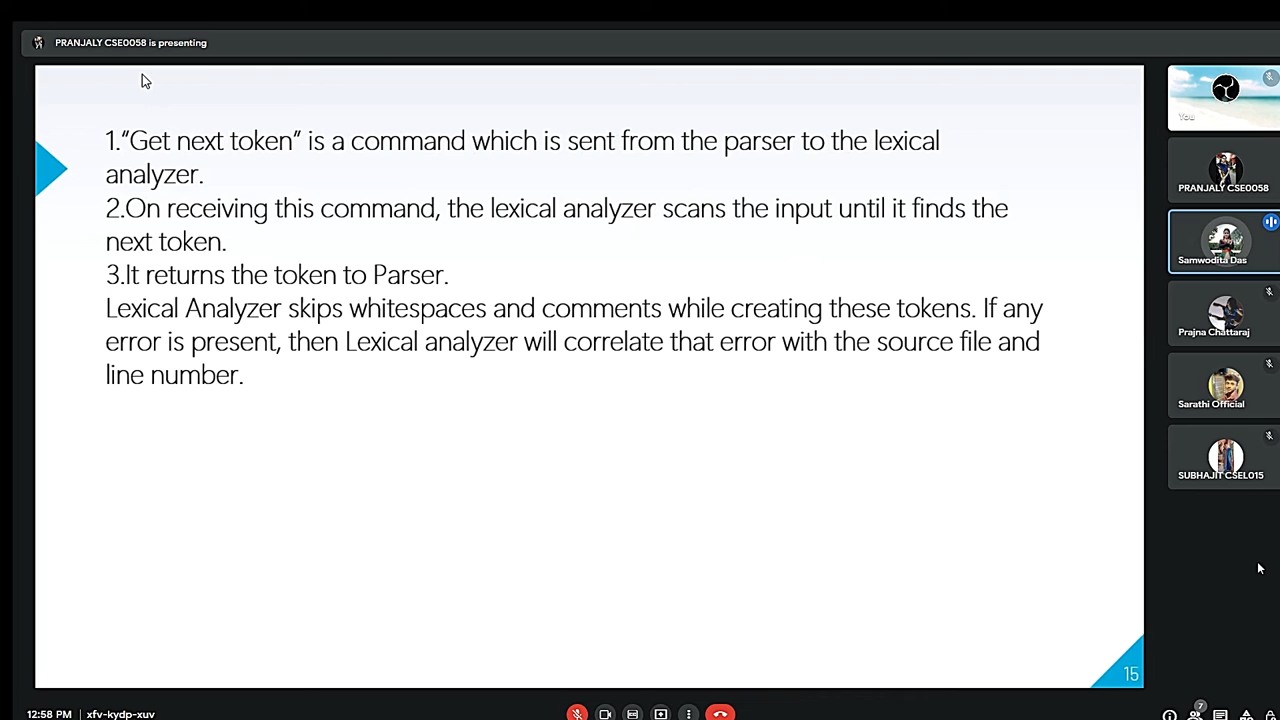 PRANJALY CSE0058 is presenting
1.“Get next token” is a command which is sent from the parser to the lexical
analyzer.
2.On receiving this command, the lexical analyzer scans the input until it finds the
next token.
3.It returns the token to Parser.
Lexical Analyzer skips whitespaces and comments while creating these tokens. If any
error is present, then Lexical analyzer will correlate that error with the source file and
line number.
15
You
PRANJALY CSE0058
Samwodita Das
Prajna Chattaraj
Sarathi Official
SUBHAJIT CSEL015
12:58 PM | xfv-kydp-xuv
7